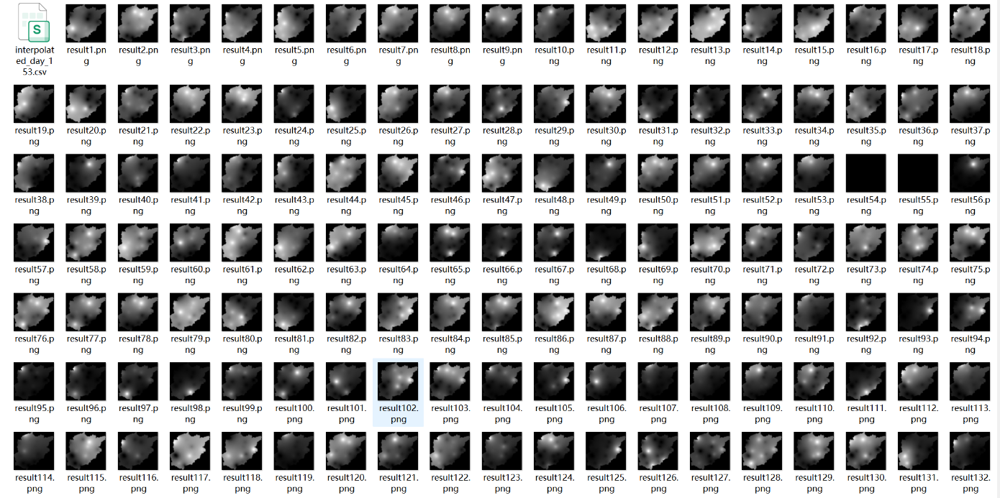 S
interpolat
ed_day_1
53.csv
result1.pn
g
result2.pn
g
result3.pn
g
result4.pn
g
result5.pn
g
result6.pn
g
result7.pn
g
result8.pn
g
result9.pn
g
result10.p
ng
result11.p
ng
result12.p
ng
result13.p
ng
result14.p
ng
result15.p
ng
result16.p
ng
result17.p
ng
result18.p
ng
result19.p
ng
result20.p
ng
result21.p
ng
result22.p
ng
result23.p
ng
result24.p
ng
result25.p
ng
result26.p
ng
result27.p
ng
result28.p
ng
result29.p
ng
result30.p
ng
result31.p
ng
result32.p
ng
result33.p
ng
result34.p
ng
result35.p
ng
result36.p
ng
result37.p
ng
result38.p
ng
result39.p
ng
result40.p
ng
result41.p
ng
result42.p
ng
result43.p
ng
result44.p
ng
result45.p
ng
result46.p
ng
result47.p
ng
result48.p
ng
result49.p
ng
result50.p
ng
result51.p
ng
result52.p
ng
result53.p
ng
result54.p
ng
result55.p
ng
result56.p
ng
result57.p
ng
result58.p
ng
result59.p
ng
result60.p
ng
result61.p
ng
result62.p
ng
result63.p
ng
result64.p
ng
result65.p
ng
result66.p
ng
result67.p
ng
result68.p
ng
result69.p
ng
result70.p
ng
result71.p
ng
result72.p
ng
result73.p
ng
result74.p
ng
result75.p
ng
result76.p
ng
result77.p
ng
result78.p
ng
result79.p
ng
result80.p
ng
result81.p
ng
result82.p
ng
result83.p
ng
result84.p
ng
result85.p
ng
result86.p
ng
result87.p
ng
result88.p
ng
result89.p
ng
result90.p
ng
result91.p
ng
result92.p
ng
result93.p
ng
result94.p
ng
result95.p
ng
result96.p
ng
result97.p
ng
result98.p
ng
result99.p
ng
result100.
png
result101.
png
result102.
png
result103.
png
result104.
png
result105.
png
result106.
png
result107.
png
result108.
png
result109.
png
result110.
png
result111.
png
result112.
png
result113.
png
result114.
png
result115.
png
result116.
png
result117.
png
result118.
png
result119.
png
result120.
png
result121.
png
result122.
png
result123.
png
result124.
png
result125.
png
result126.
png
result127.
png
result128.
png
result129.
png
result130.
png
result131.
png
result132.
png